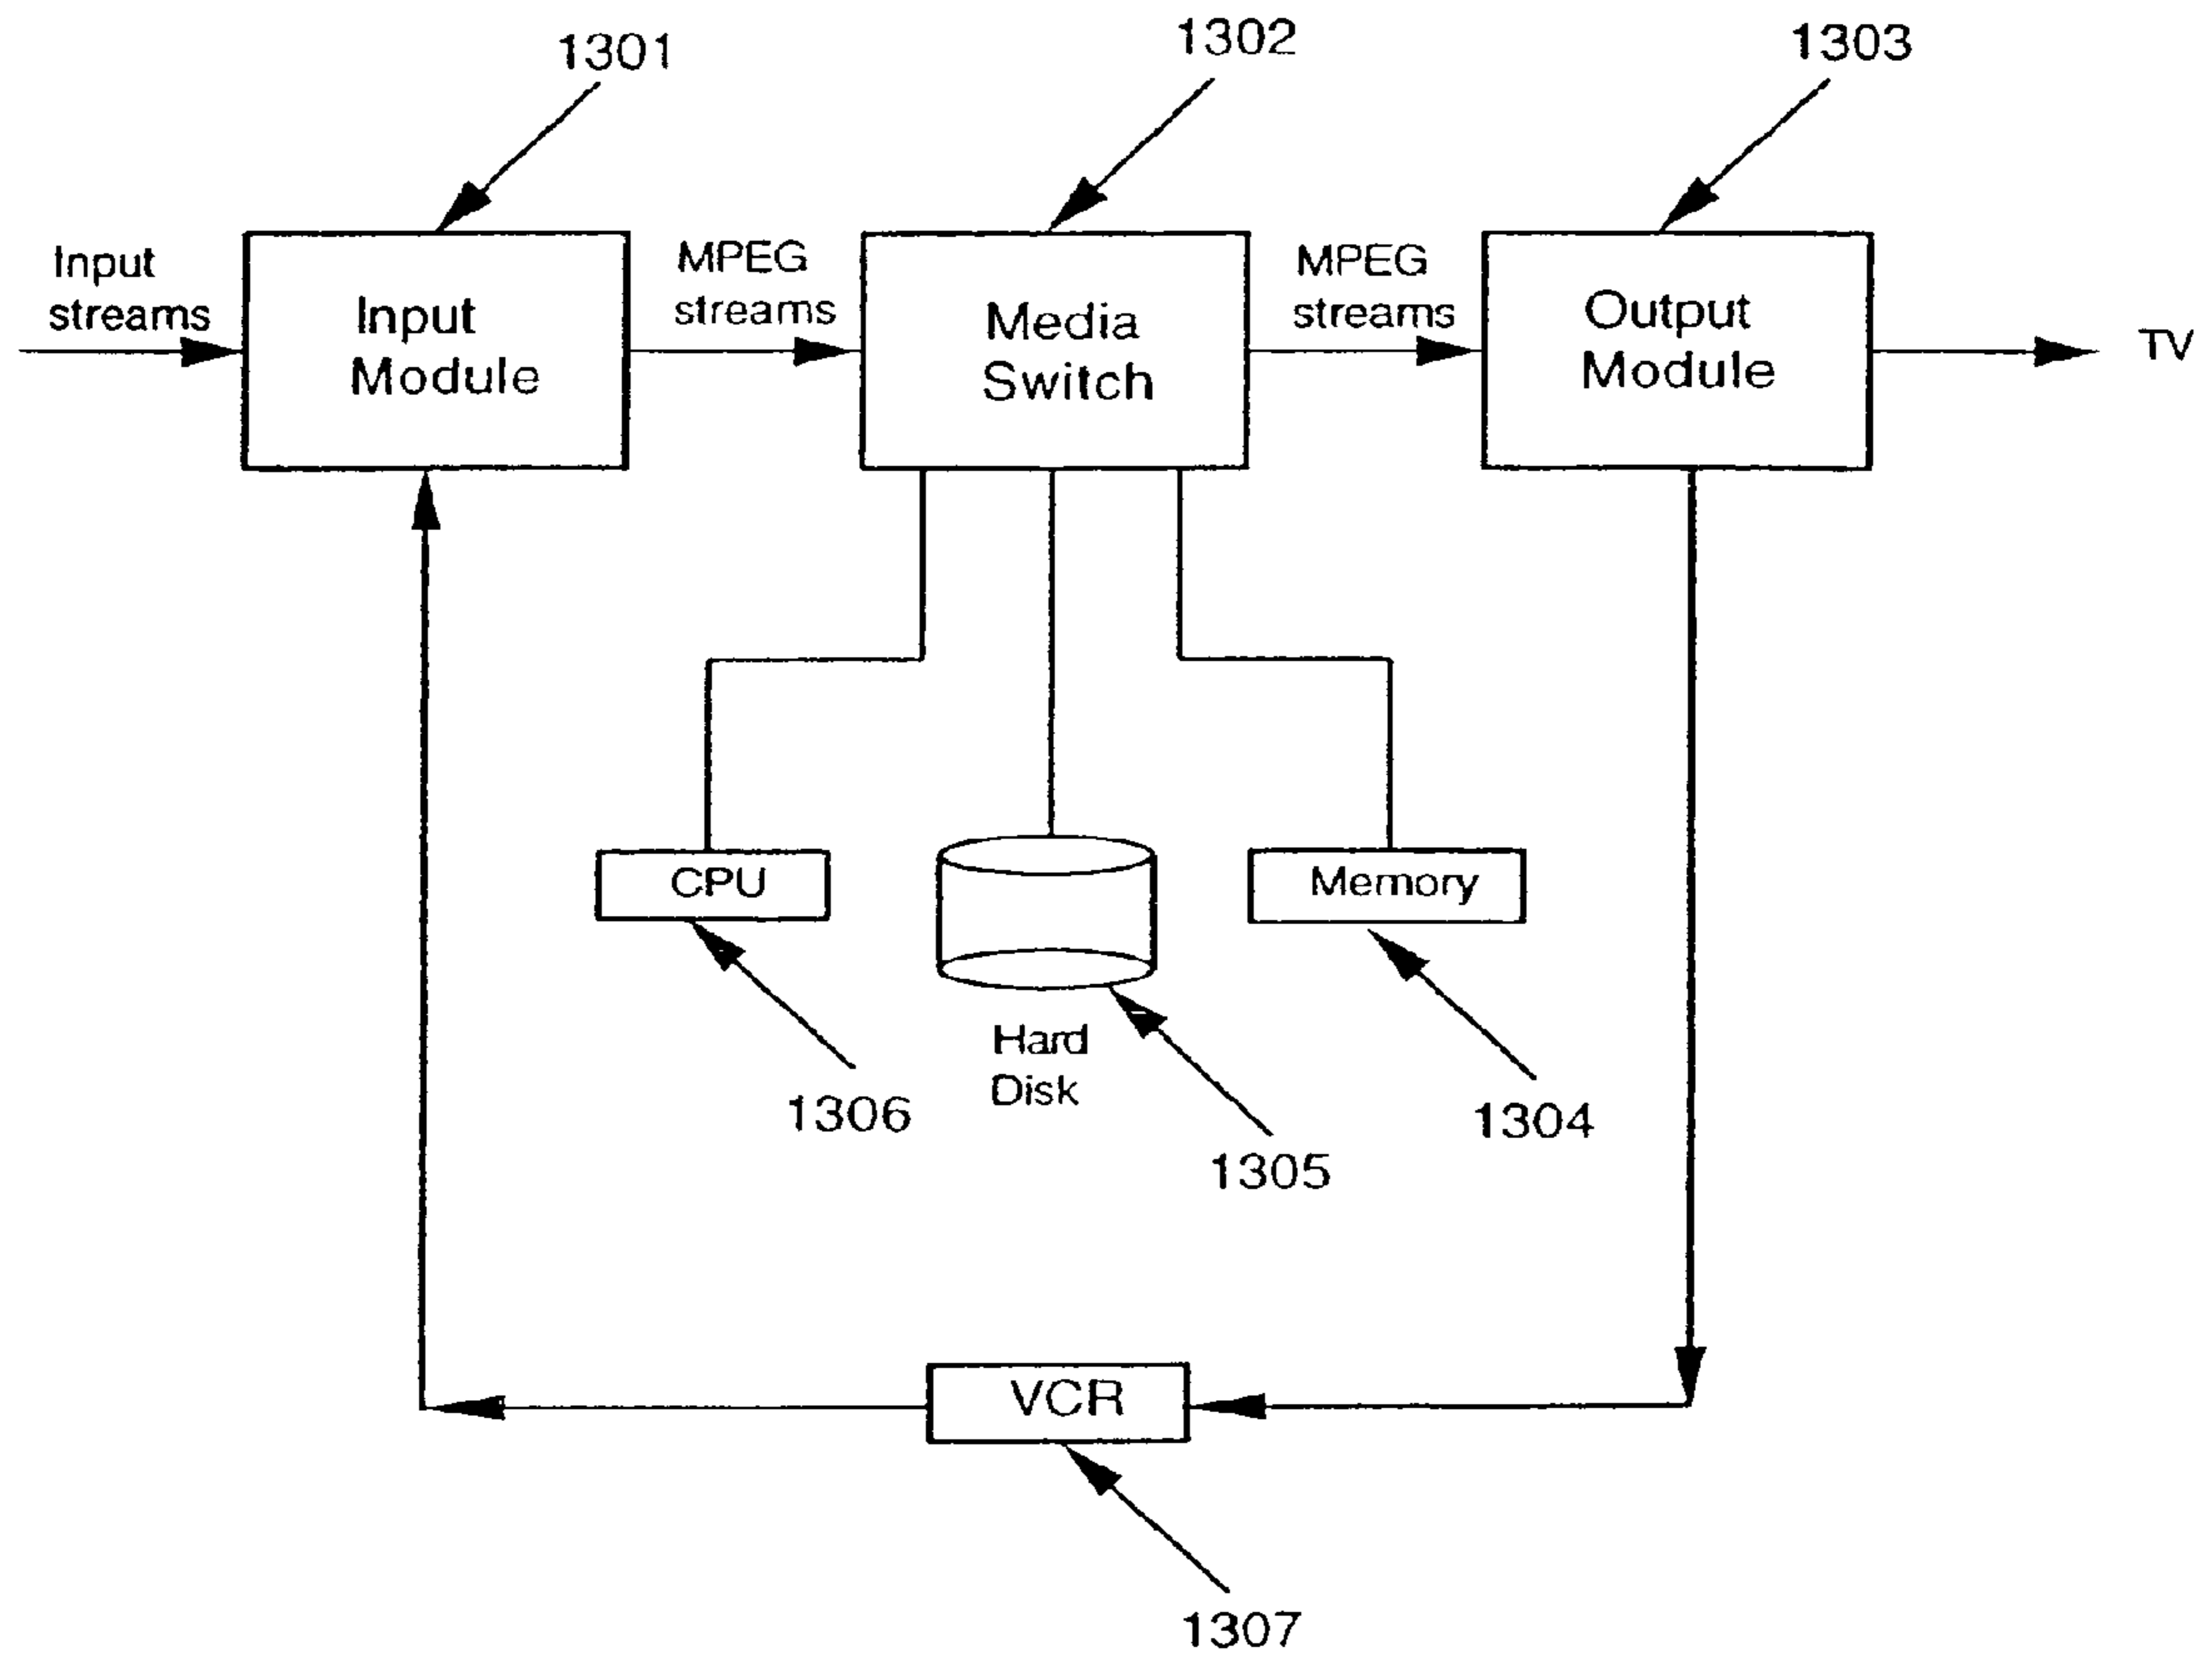 1301
1302
1303
Input
streams
Input
Module
MPEG
streams
Media
Switch
MPEG
streams
Output
Module
TV
CPU
Memory
Hard
Disk
1306
1305
1304
VCR
1307